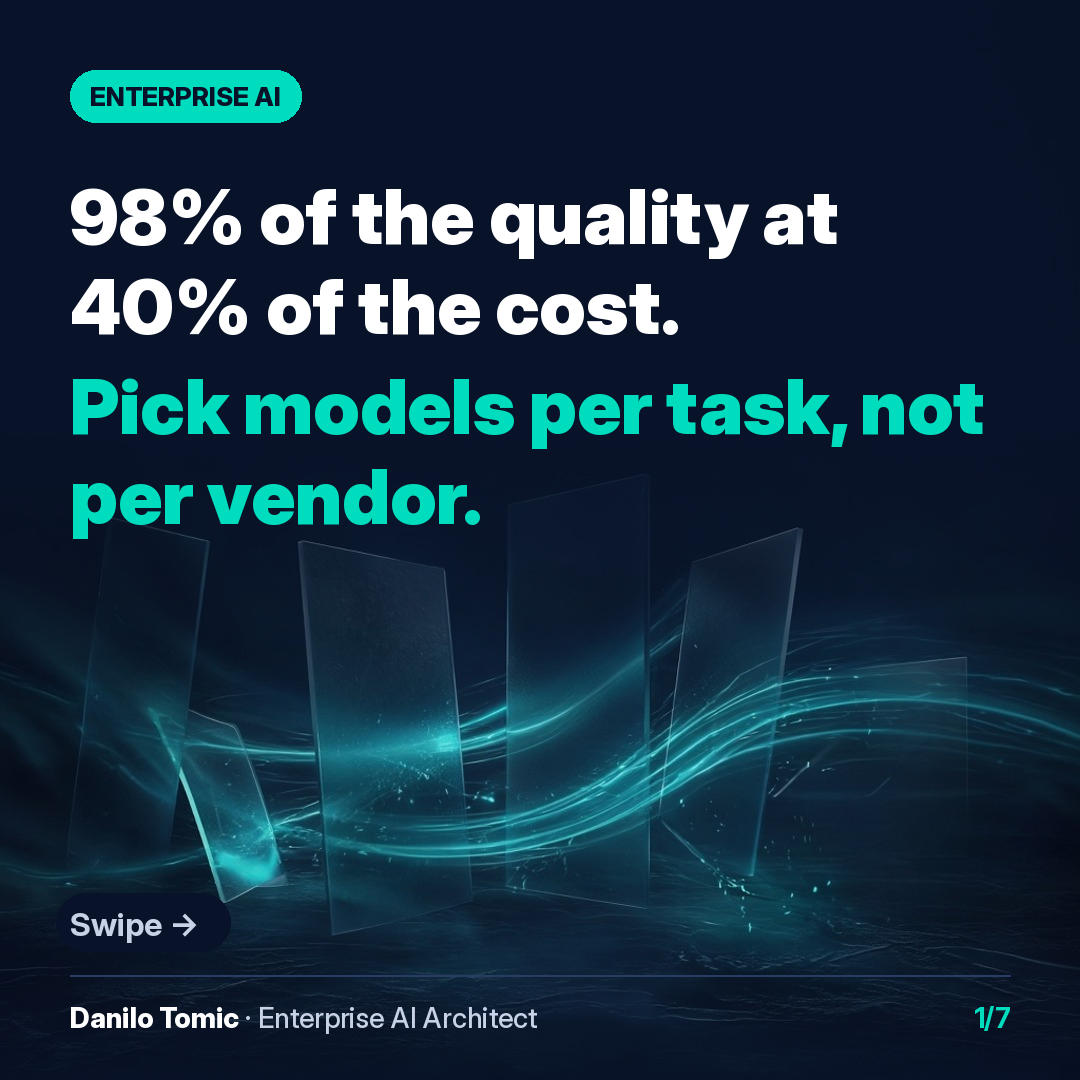 ENTERPRISE AI
98% of the quality at
40% of the cost.
Pick models per task, not
per vendor.
Swipe →
Danilo Tomic · Enterprise AI Architect
1/7